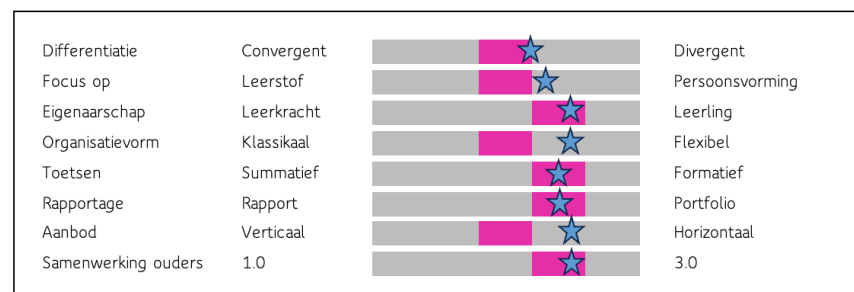 Differentiatie Convergent Divergent
Focus op Leerstof Persoonsvorming
Eigenaarschap Leerkracht Leerling
Organisatievorm Klassikaal Flexibel
Toetsen Summatief Formatief
Rapportage Rapport Portfolio
Aanbod Verticaal Horizontaal
Samenwerking ouders 1.0 3.0